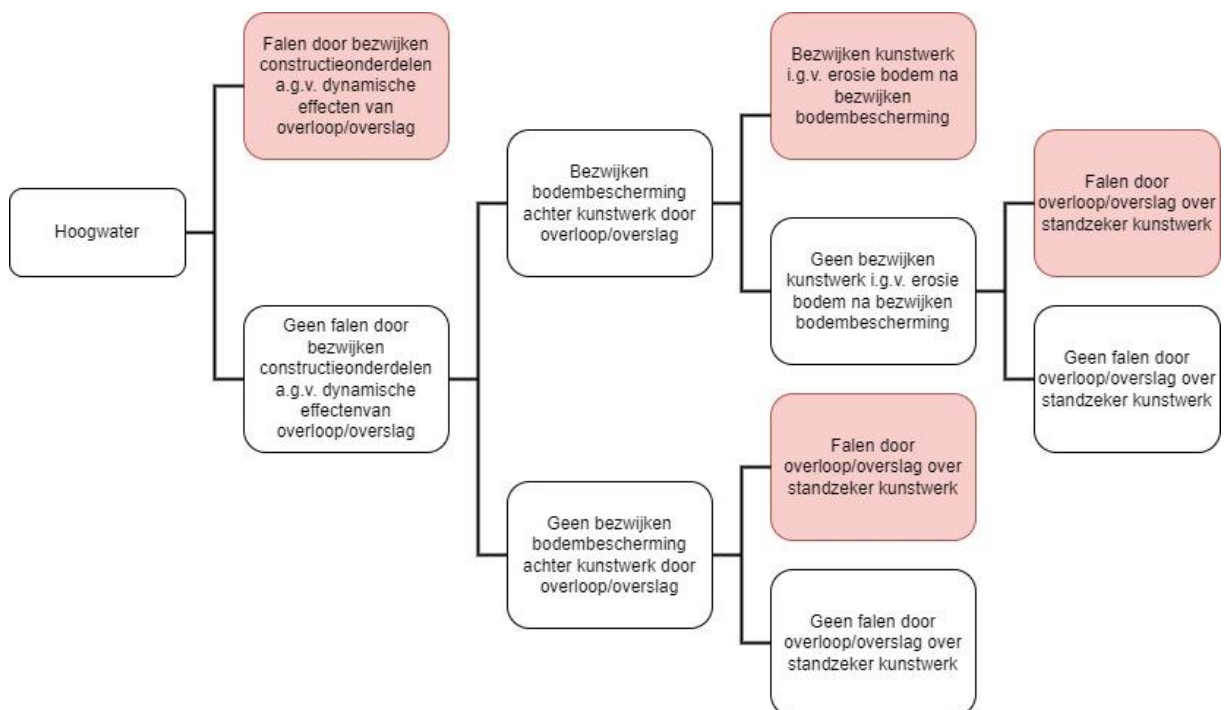 Hoogwater
Falen door bezwijken
constructieonderdelen
a.g.v. dynamische
effecten van
overloop/overslag
Geen falen door
bezwijken
constructieonderdelen
a.g.v. dynamische
effectenvan
overloop/overslag
Bezwijken
bodembescherming
achter kunstwerk door
overloop/overslag
Geen bezwijken
bodembescherming
achter kunstwerk door
overloop/overslag
Bezwijken kunstwerk
i.g.v. erosie bodem na
bezwijken
bodembescherming
Geen bezwijken
kunstwerk i.g.v. erosie
bodem na bezwijken
bodembescherming
Falen door
overloop/overslag over
standzeker kunstwerk
Geen falen door
overloop/overslag over
standzeker kunstwerk
Falen door
overloop/overslag over
standzeker kunstwerk
Geen falen door
overloop/overslag over
standzeker kunstwerk